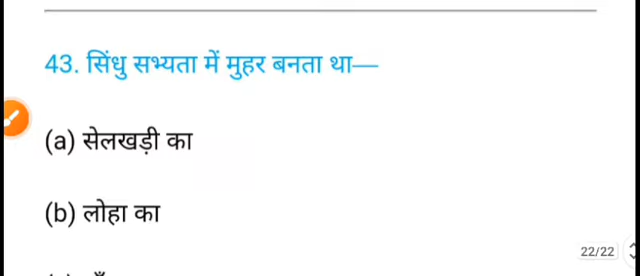 43. सिंधु सभ्यता में मुहर बनता था—
(a) सेलखड़ी का
(b) लोहा का
22/22